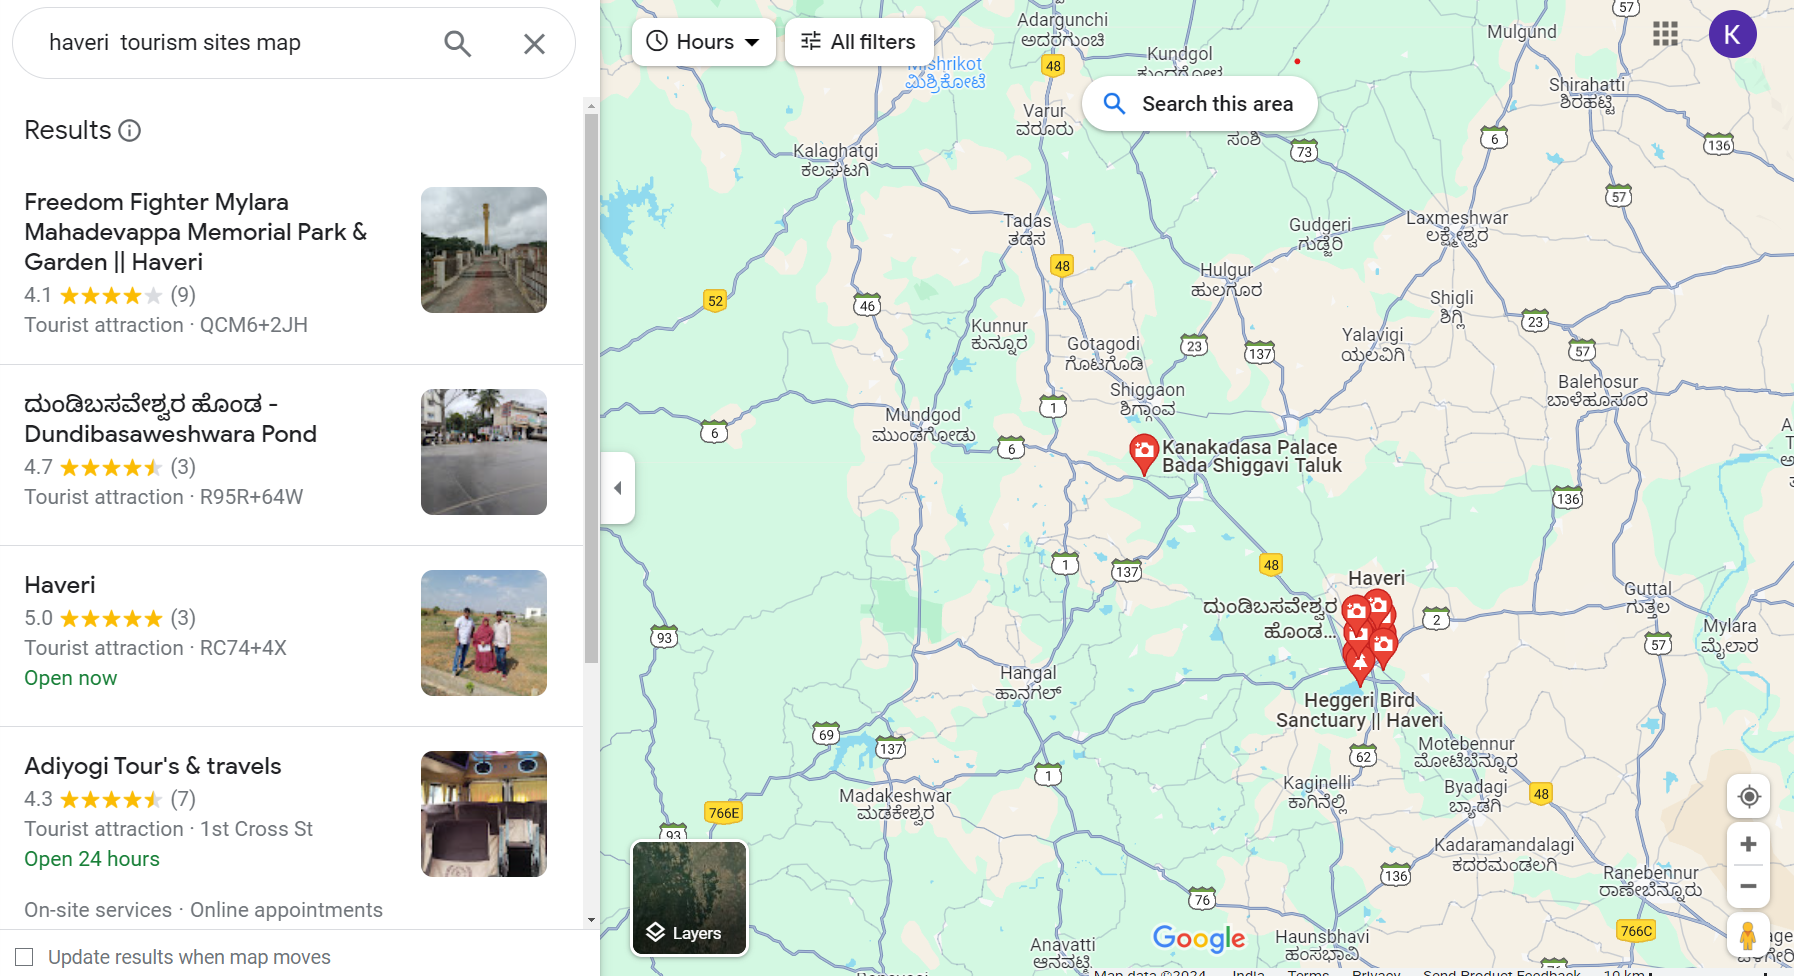 haveri  tourism sites map
Results
Freedom Fighter Mylara
Mahadevappa Memorial Park &
Garden || Haveri
4.1 (9)
Tourist attraction · QCM6+2JH
ದುಂಡಿಬಸವೇಶ್ವರ ಹೊಂಡ -
Dundibasaweshwara Pond
4.7 (3)
Tourist attraction · R95R+64W
Haveri
5.0 (3)
Tourist attraction · RC74+4X
Open now
Adiyogi Tour's & travels
4.3 (7)
Tourist attraction · 1st Cross St
Open 24 hours
On-site services · Online appointments
Update results when map moves
Hours
All filters
Search this area
K
Adargunchi
ಅದರಗುಂಚಿ
Mishrikot
ಮಿಶ್ರಿಕೋಟೆ
48
Kundgol
57
Mulgund
Shirahatti
ಶಿರಹಟ್ಟಿ
Varur
ವರೂರು
ಸಂಶಿ
73
6
136
Kalaghatgi
ಕಲಘಟಗಿ
57
Tadas
ತಡಸ
Gudgeri
ಗುಡ್ಗೆರಿ
Laxmeshwar
ಲಕ್ಷ್ಮೇಶ್ವರ
48
Hulgur
ಹುಲಗೂರ
52
46
Shigli
ಶಿಗ್ಲಿ
23
Kunnur
ಕುನ್ನೂರ
Gotagodi
ಗೊಟಗೊಡಿ
23
137
Yalavigi
ಯಲವಿಗಿ
57
Shiggaon
ಶಿಗ್ಗಾಂವ
Balehosur
ಬಾಳೆಹೊಸೂರ
1
Mundgod
ಮುಂಡಗೋಡು
6
6
Kanakadasa Palace
Bada Shiggavi Taluk
136
1
137
48
Haveri
ದುಂಡಿಬಸವೇಶ್ವರ
ಹೊಂಡ...
2
Guttal
ಗುತ್ತಲ
93
57
Mylara
ಮೈಲಾರ
Hangal
ಹಾನಗಲ್
Heggeri Bird
Sanctuary || Haveri
69
137
1
62
Motebennur
ಮೋಟೆಬೆನ್ನೂರ
Kaginelli
ಕಾಗಿನೆಲ್ಲಿ
Byadagi
ಬ್ಯಾಡಗಿ
48
Madakeshwar
ಮಡಕೇಶ್ವರ
766E
93
Kadaramandalagi
ಕದರಮಂಡಲಗಿ
136
76
Ranebennur
ರಾಣೇಬೆನ್ನೂರು
766C
Layers
Google
Anavatti
ಆನವಟ್ಟಿ
Haunsbhavi
ಹಂಸಭಾವಿ
Map data ©2024 India Terms Privacy Send Product Feedback 10 km